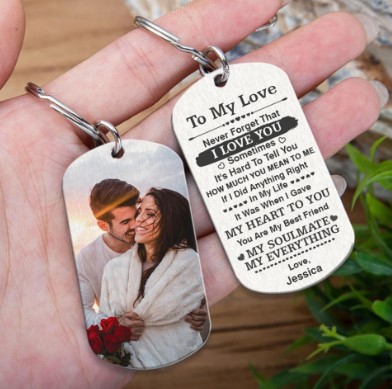 To My Love
Never Forget That
I LOVE YOU
Sometimes
It's Hard To Tell You
HOW MUCH YOU MEAN TO ME
If I Did Anything Right
In My Life
It Was When I Gave
MY HEART TO YOU
You Are My Best Friend
MY SOULMATE
MY EVERYTHING
Love,
Jessica